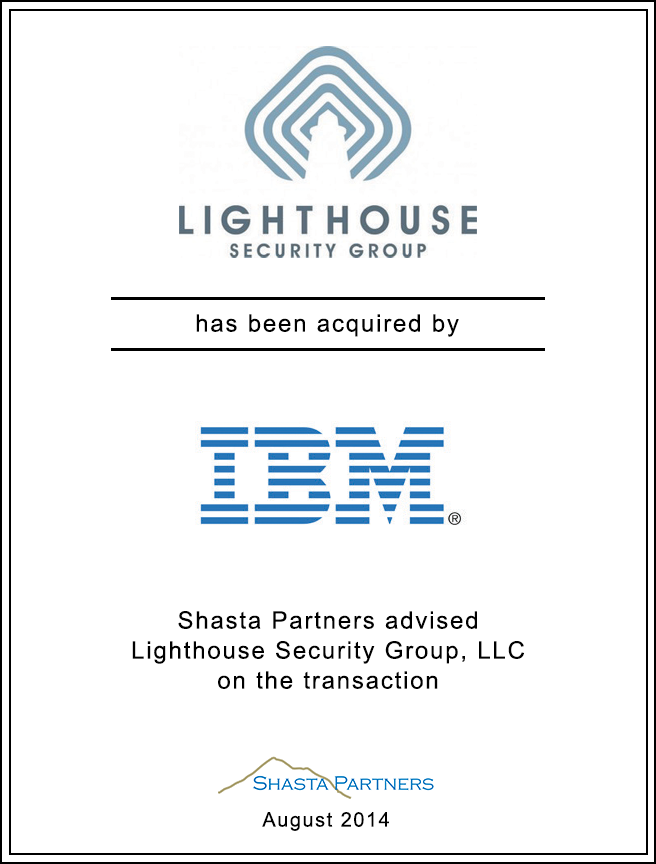 LIGHTHOUSE
SECURITY GROUP
has been acquired by
IBM®
Shasta Partners advised
Lighthouse Security Group, LLC
on the transaction
SHASTA PARTNERS
August 2014